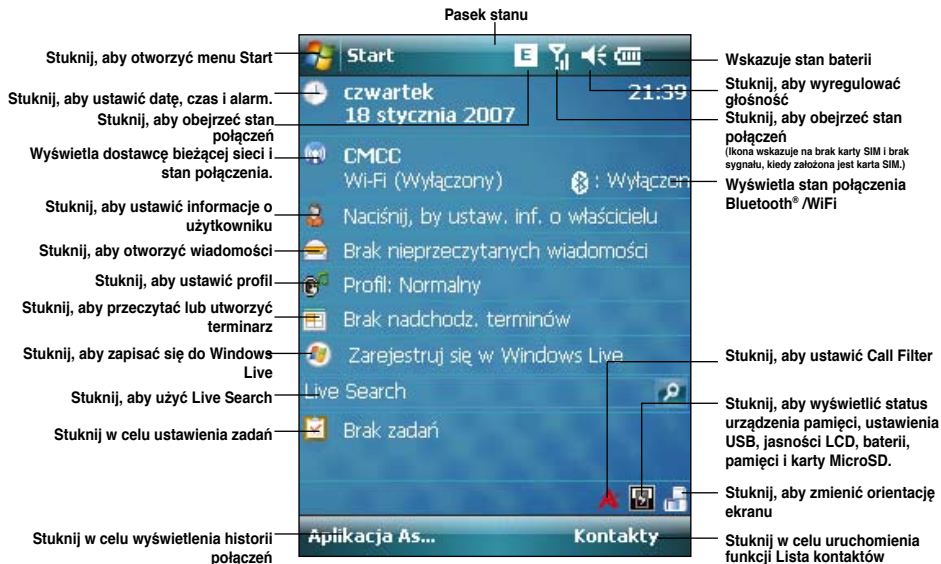 Pasek stanu
Stuknij, aby otworzyć menu Start
Stuknij, aby ustawić datę, czas i alarm.
Stuknij, aby obejrzeć stan
połączeń
Wyświetla dostawcę bieżącej sieci i
stan połączenia.
Stuknij, aby ustawić informacje o
użytkowniku
Stuknij, aby otworzyć wiadomości
Stuknij, aby ustawić profil
Stuknij, aby przeczytać lub utworzyć
terminarz
Stuknij, aby zapisać się do Windows
Live
Stuknij, aby użyć Live Search
Stuknij w celu ustawienia zadań
Stuknij w celu wyświetlenia historii
połączeń
Start
E
czwartek
21:39
18 stycznia 2007
CMCC
Wi-Fi (Wyłączony)
: Wyłączon
Naciśnij, by ustaw. inf. o właścicielu
Brak nieprzeczytanych wiadomości
Profil: Normalny
Brak nadchodz. terminów
Zarejestruj się w Windows Live
Live Search
Brak zadań
Aplikacja As...
Kontakty
Wskazuje stan baterii
Stuknij, aby wyregulować
głośność
Stuknij, aby obejrzeć stan
połączeń
(Ikona wskazuje na brak karty SIM i brak
sygnału, kiedy założona jest karta SIM.)
Wyświetla stan połączenia
Bluetooth® /WiFi
Stuknij, aby ustawić Call Filter
Stuknij, aby wyświetlić status
urządzenia pamięci, ustawienia
USB, jasności LCD, baterii,
pamięci i karty MicroSD.
Stuknij, aby zmienić orientację
ekranu
Stuknij w celu uruchomienia
funkcji Lista kontaktów